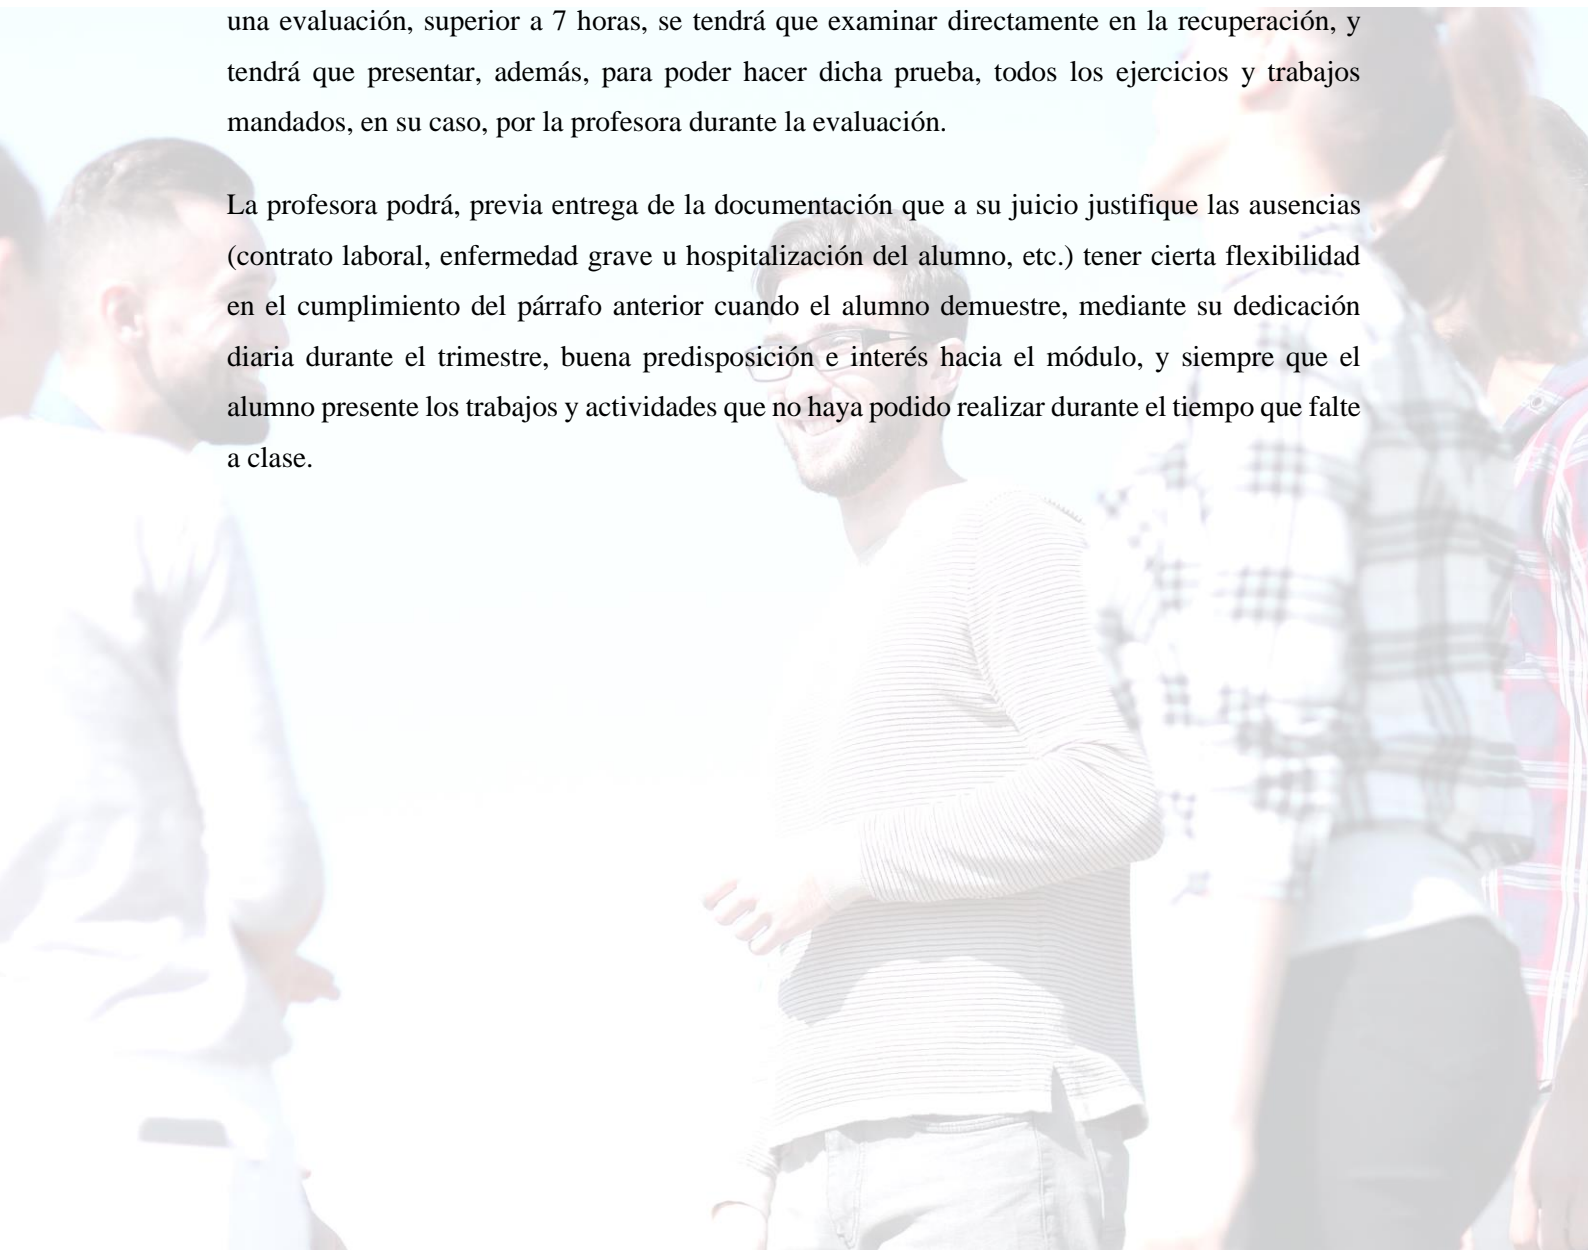 una evaluación, superior a 7 horas, se tendrá que examinar directamente en la recuperación, y
tendrá que presentar, además, para poder hacer dicha prueba, todos los ejercicios y trabajos
mandados, en su caso, por la profesora durante la evaluación.
La profesora podrá, previa entrega de la documentación que a su juicio justifique las ausencias
(contrato laboral, enfermedad grave u hospitalización del alumno, etc.) tener cierta flexibilidad
en el cumplimiento del párrafo anterior cuando el alumno demuestre, mediante su dedicación
diaria durante el trimestre, buena predisposición e interés hacia el módulo, y siempre que el
alumno presente los trabajos y actividades que no haya podido realizar durante el tiempo que falte
a clase.